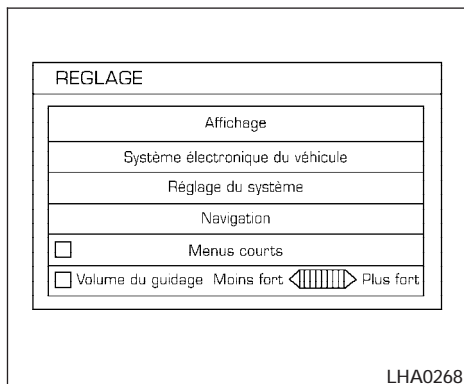 REGLAGE
Affichage
Système électronique du véhicule
Réglage du système
Navigation
Menus courts
Volume du guidage Moins fort Plus fort
LHA0268